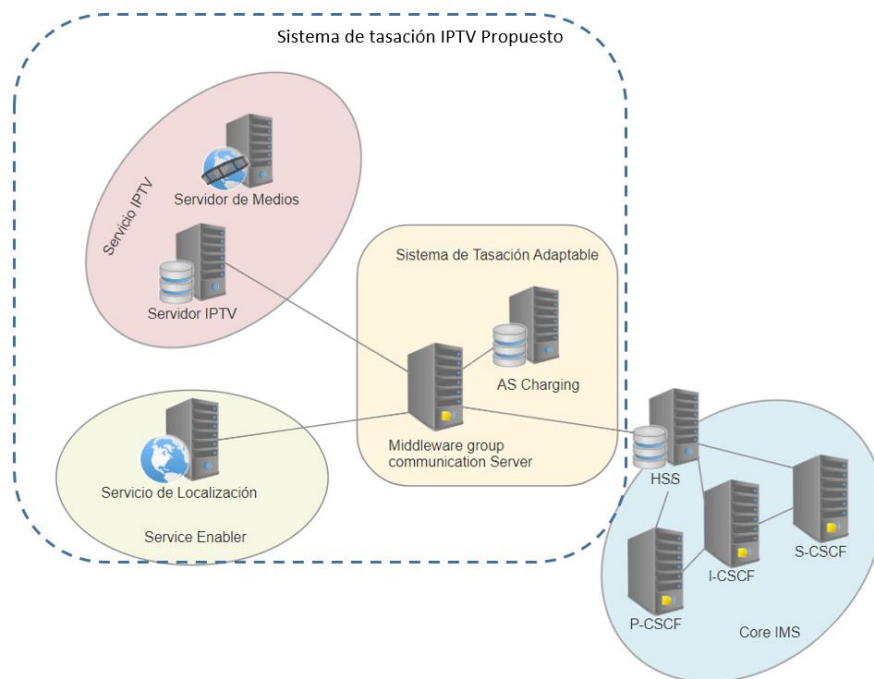 Sistema de tasación IPTV Propuesto
Servicio IPTV
Servidor de Medios
Servidor IPTV
Sistema de Tasación Adaptable
AS Charging
Middleware group
communication Server
Servicio de Localización
Service Enabler
HSS
S-CSCF
I-CSCF
P-CSCF
Core IMS